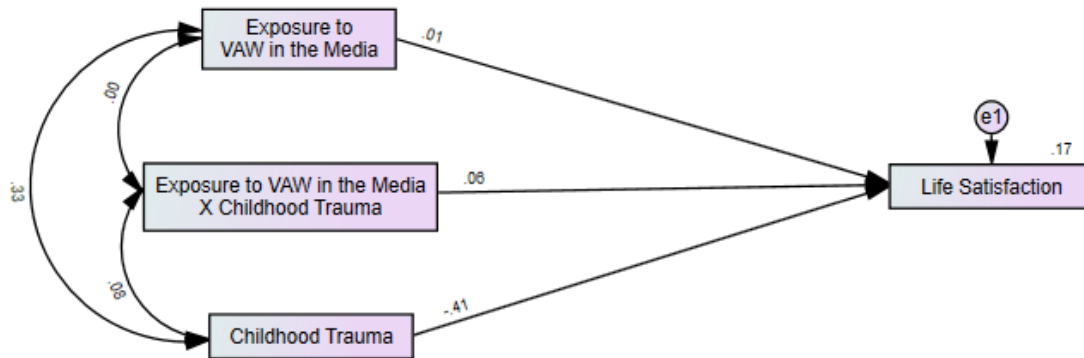 Exposure to
VAW in the Media
.01
.00
e1
.17
.33
Exposure to VAW in the Media
X Childhood Trauma
.06
Life Satisfaction
.08
-.41
Childhood Trauma